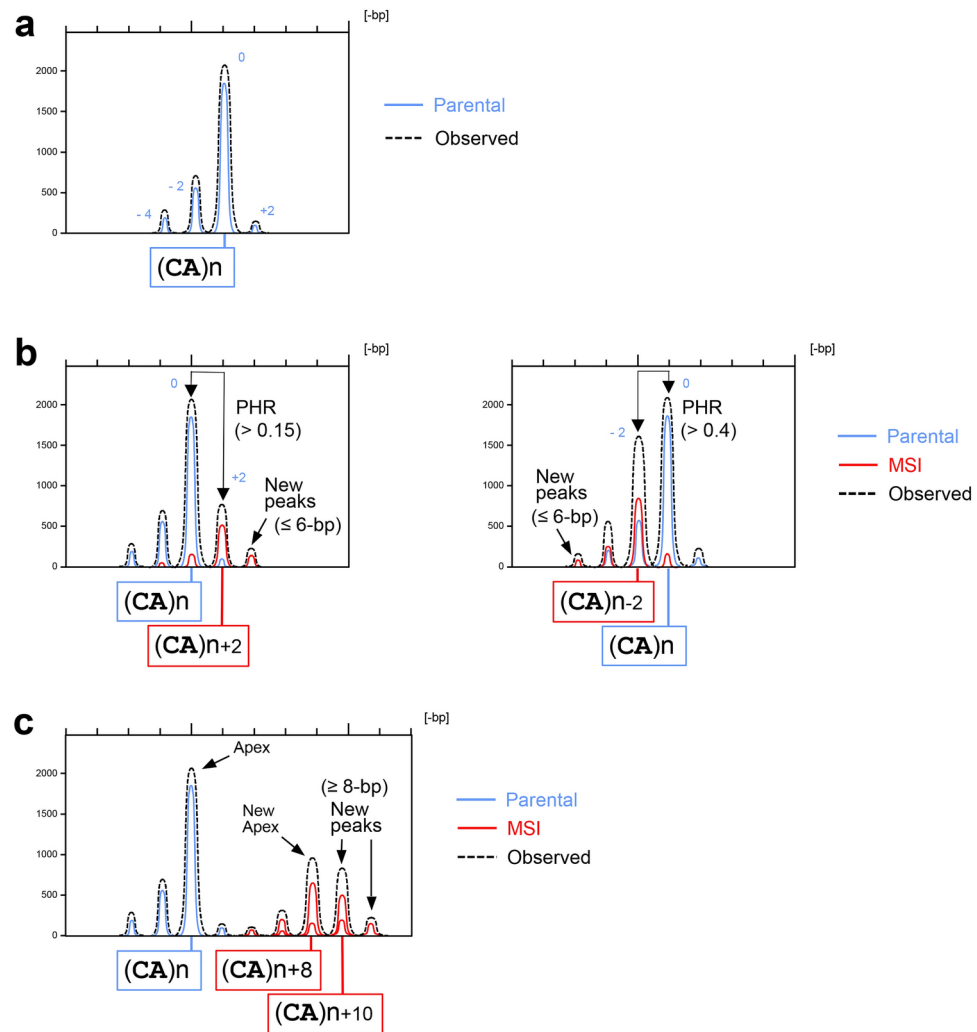 a
[-bp]
2000
1500
1000
500
0
0
- 2
- 4
+2
(CA)n
Parental
Observed
b
[-bp]
2000
1500
1000
500
0
0
PHR
(> 0.15)
+2
New
peaks
(≤ 6-bp)
(CA)n
(CA)n+2
[-bp]
2000
1500
1000
500
0
0
PHR
(> 0.4)
- 2
New
peaks
(≤ 6-bp)
(CA)n-2
(CA)n
Parental
MSI
Observed
c
[-bp]
2000
1500
1000
500
0
Apex
(≥ 8-bp)
New
peaks
New
Apex
(CA)n
(CA)n+8
(CA)n+10
Parental
MSI
Observed